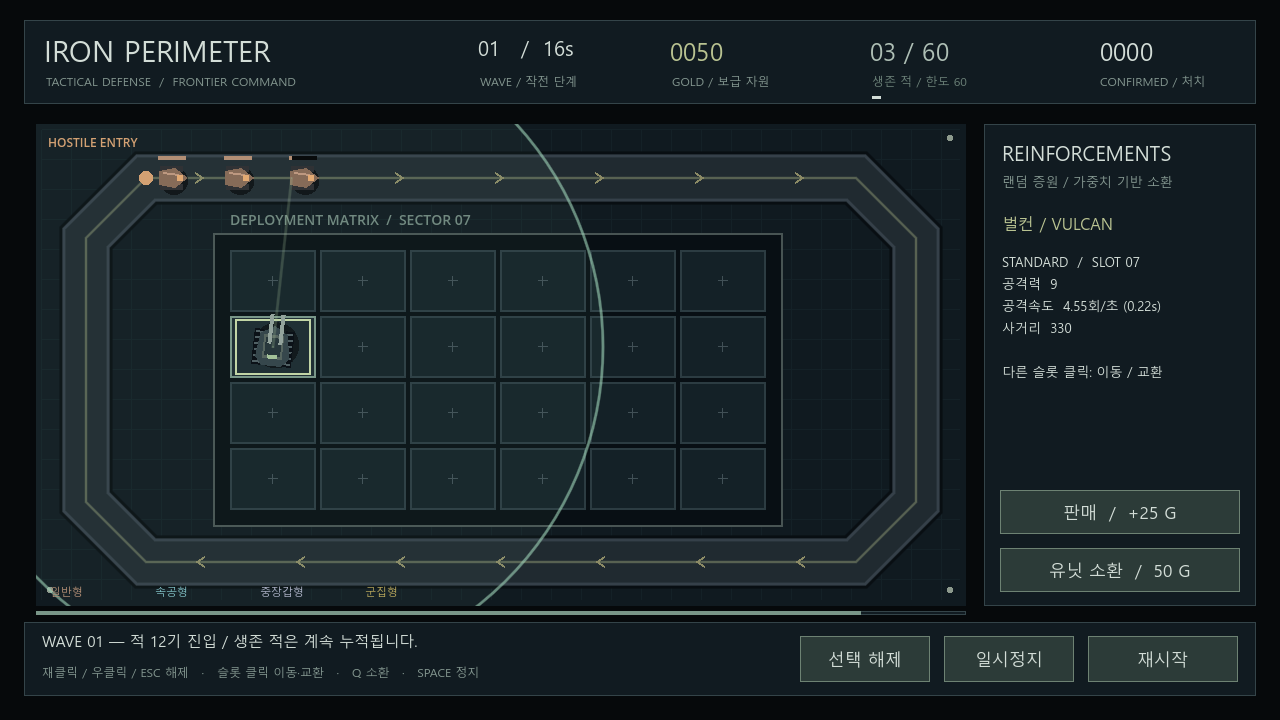 IRON PERIMETER
TACTICAL DEFENSE / FRONTIER COMMAND
01 / 16s
WAVE / 작전 단계
0050
GOLD / 보급 자원
03 / 60
생존 적 / 한도 60
0000
CONFIRMED / 처치
HOSTILE ENTRY
DEPLOYMENT MATRIX / SECTOR 07
일반형
속공형
중장갑형
군집형
REINFORCEMENTS
랜덤 증원 / 가중치 기반 소환
벌컨 / VULCAN
STANDARD / SLOT 07
공격력 9
공격속도 4.55회/초 (0.22s)
사거리 330
다른 슬롯 클릭: 이동 / 교환
판매 / +25 G
유닛 소환 / 50 G
WAVE 01 — 적 12기 진입 / 생존 적은 계속 누적됩니다.
재클릭 / 우클릭 / ESC 해제 · 슬롯 클릭 이동·교환 · Q 소환 · SPACE 정지
선택 해제
일시정지
재시작